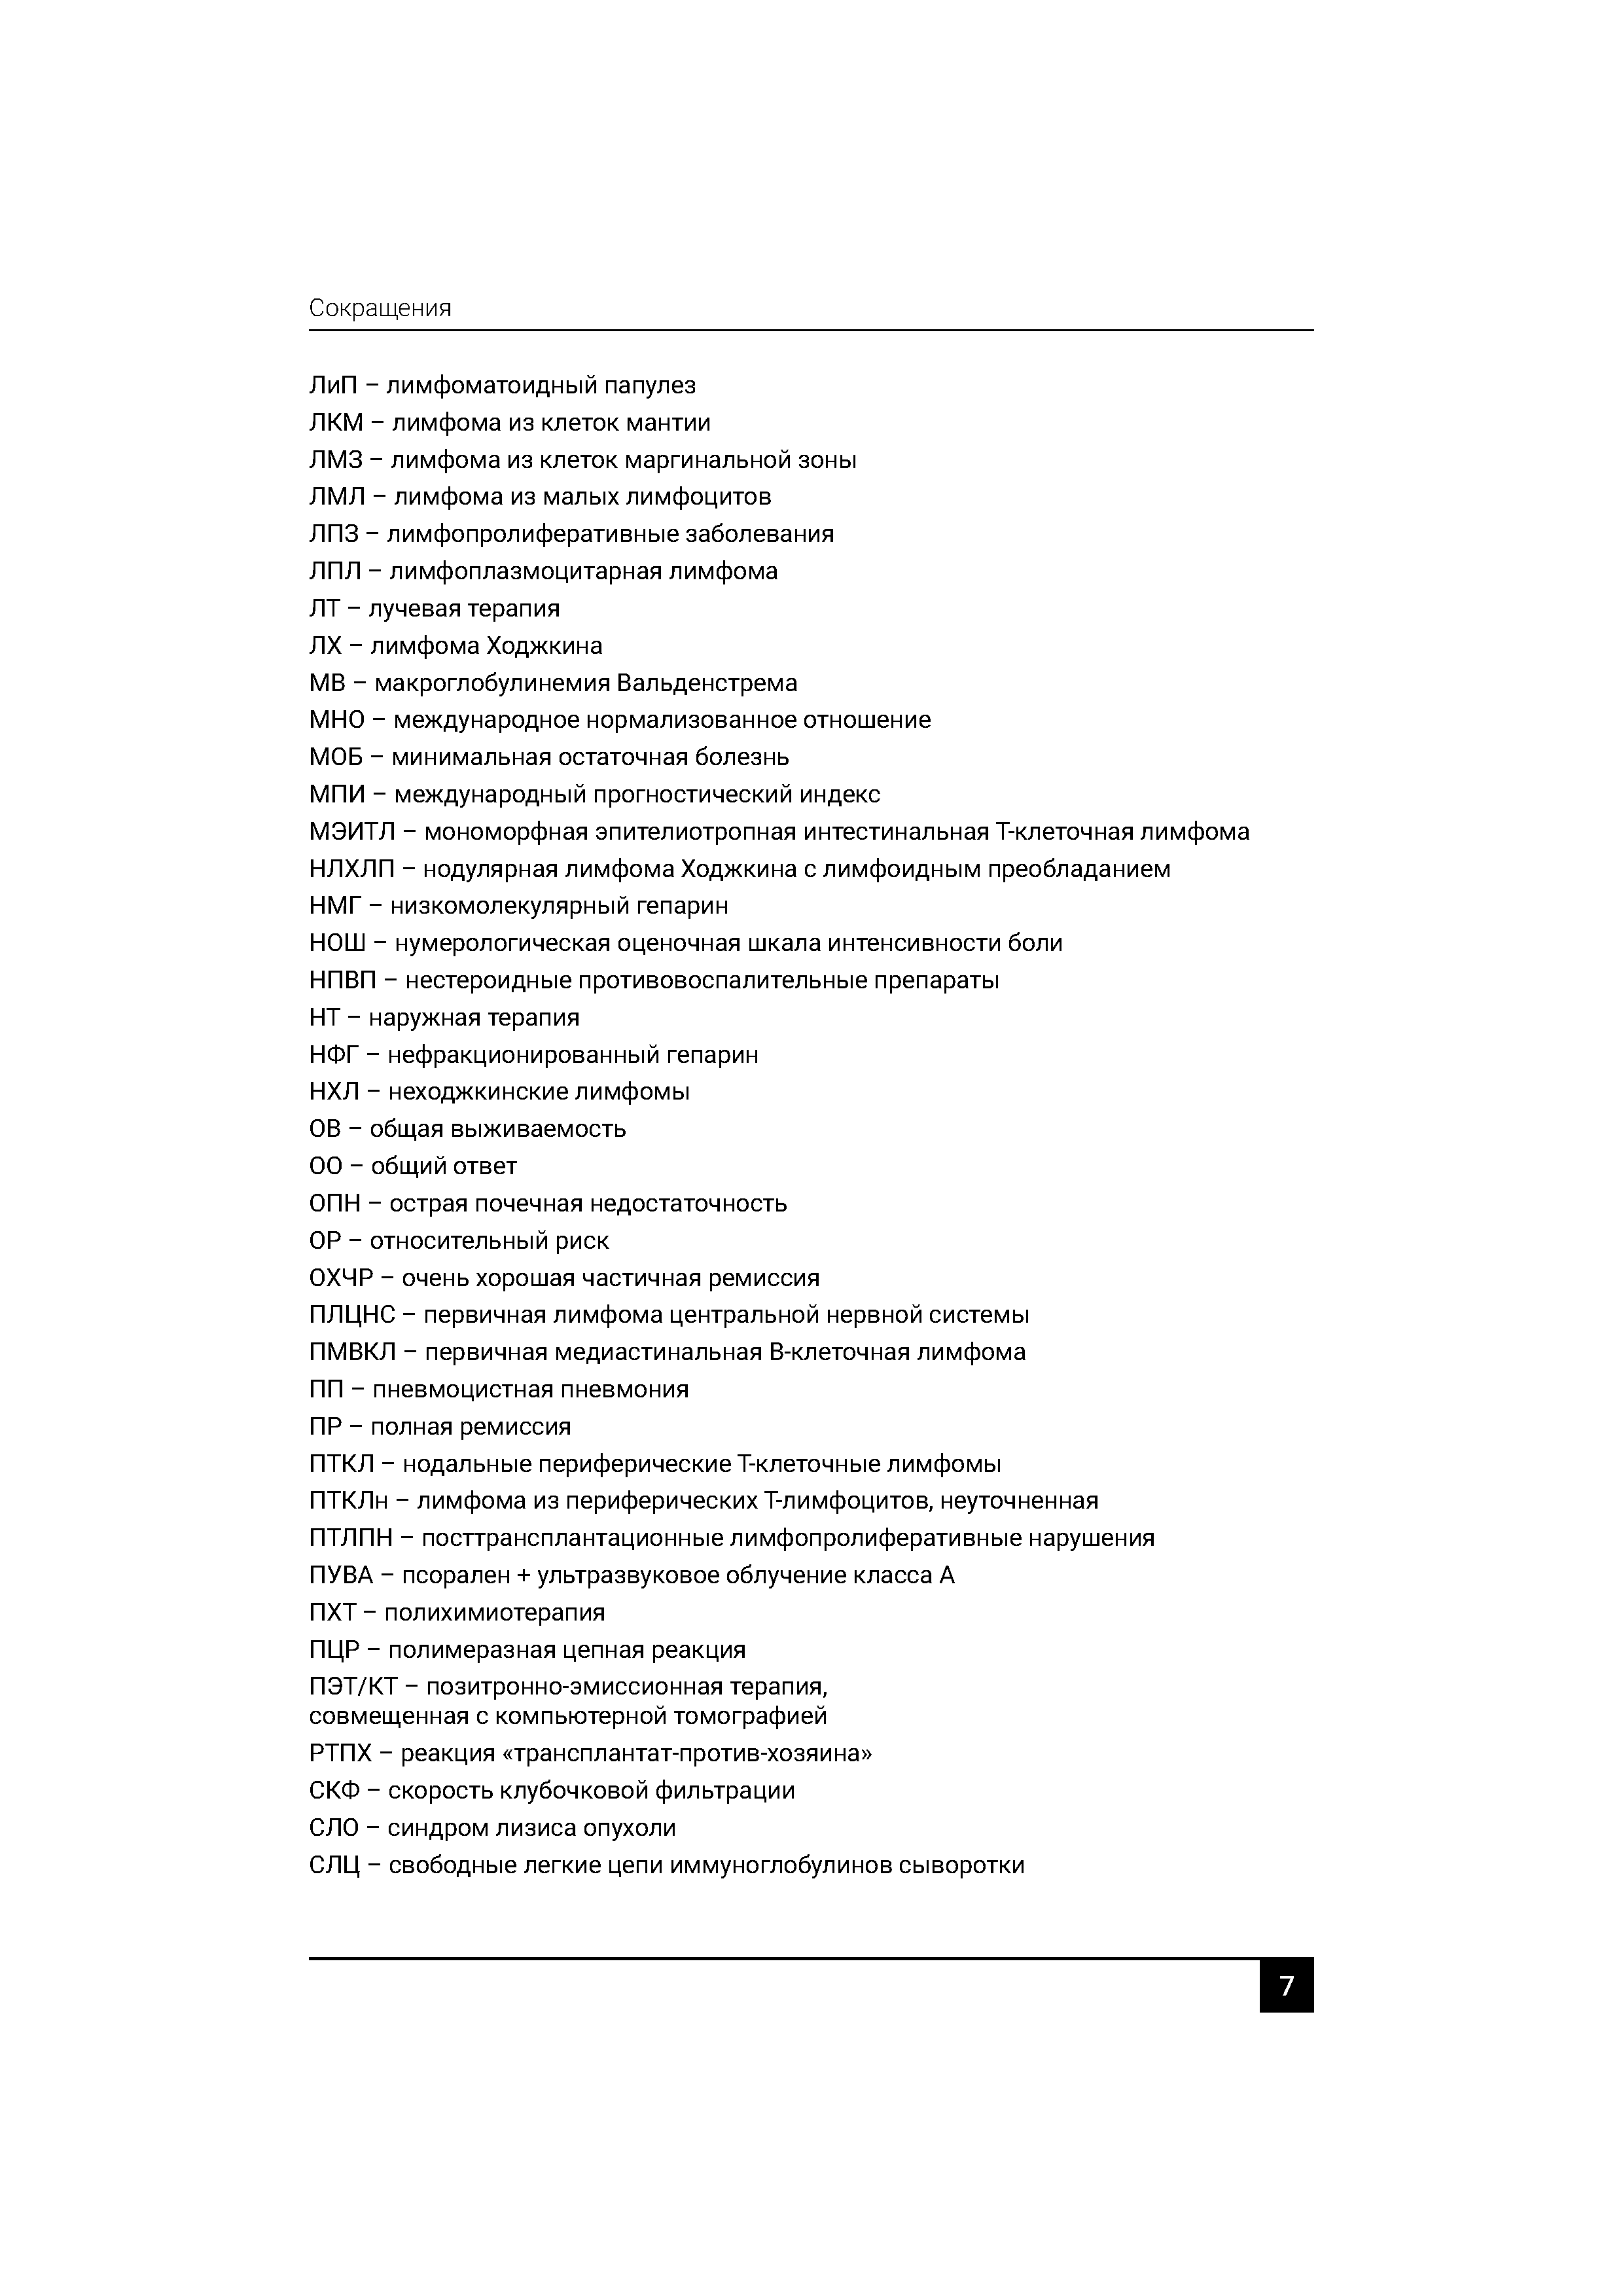 Сокращения
ЛиП – лимфоматоидный папулез
ЛКМ – лимфома из клеток мантии
ЛМЗ – лимфома из клеток маргинальной зоны
ЛМЛ – лимфома из малых лимфоцитов
ЛПЗ – лимфопролиферативные заболевания
ЛПЛ – лимфоплазмоцитарная лимфома
ЛТ – лучевая терапия
ЛХ – лимфома Ходжкина
МВ – макроглобулинемия Вальденстрема
МНО – международное нормализованное отношение
МОБ – минимальная остаточная болезнь
МПИ – международный прогностический индекс
МЭИТЛ – мономорфная эпителиотропная интестинальная Т-клеточная лимфома
НЛХЛП – нодулярная лимфома Ходжкина с лимфоидным преобладанием
НМГ – низкомолекулярный гепарин
НОШ – нумерологическая оценочная шкала интенсивности боли
НПВП – нестероидные противовоспалительные препараты
НТ – наружная терапия
НФГ – нефракционированный гепарин
НХЛ – неходжкинские лимфомы
ОВ – общая выживаемость
ОО – общий ответ
ОПН – острая почечная недостаточность
ОР – относительный риск
ОХЧР – очень хорошая частичная ремиссия
ПЛЦНС – первичная лимфома центральной нервной системы
ПМВКЛ – первичная медиастинальная В-клеточная лимфома
ПП – пневмоцистная пневмония
ПР – полная ремиссия
ПТКЛ – нодальные периферические Т-клеточные лимфомы
ПТКЛн – лимфома из периферических Т-лимфоцитов, неуточненная
ПТЛПН – посттрансплантационные лимфопролиферативные нарушения
ПУВА – псорален + ультразвуковое облучение класса А
ПХТ – полихимиотерапия
ПЦР – полимеразная цепная реакция
ПЭТ/КТ – позитронно-эмиссионная терапия,
совмещенная с компьютерной томографией
РТПХ – реакция «трансплантат-против-хозяина»
СКФ – скорость клубочковой фильтрации
СЛО – синдром лизиса опухоли
СЛЦ – свободные легкие цепи иммуноглобулинов сыворотки
7